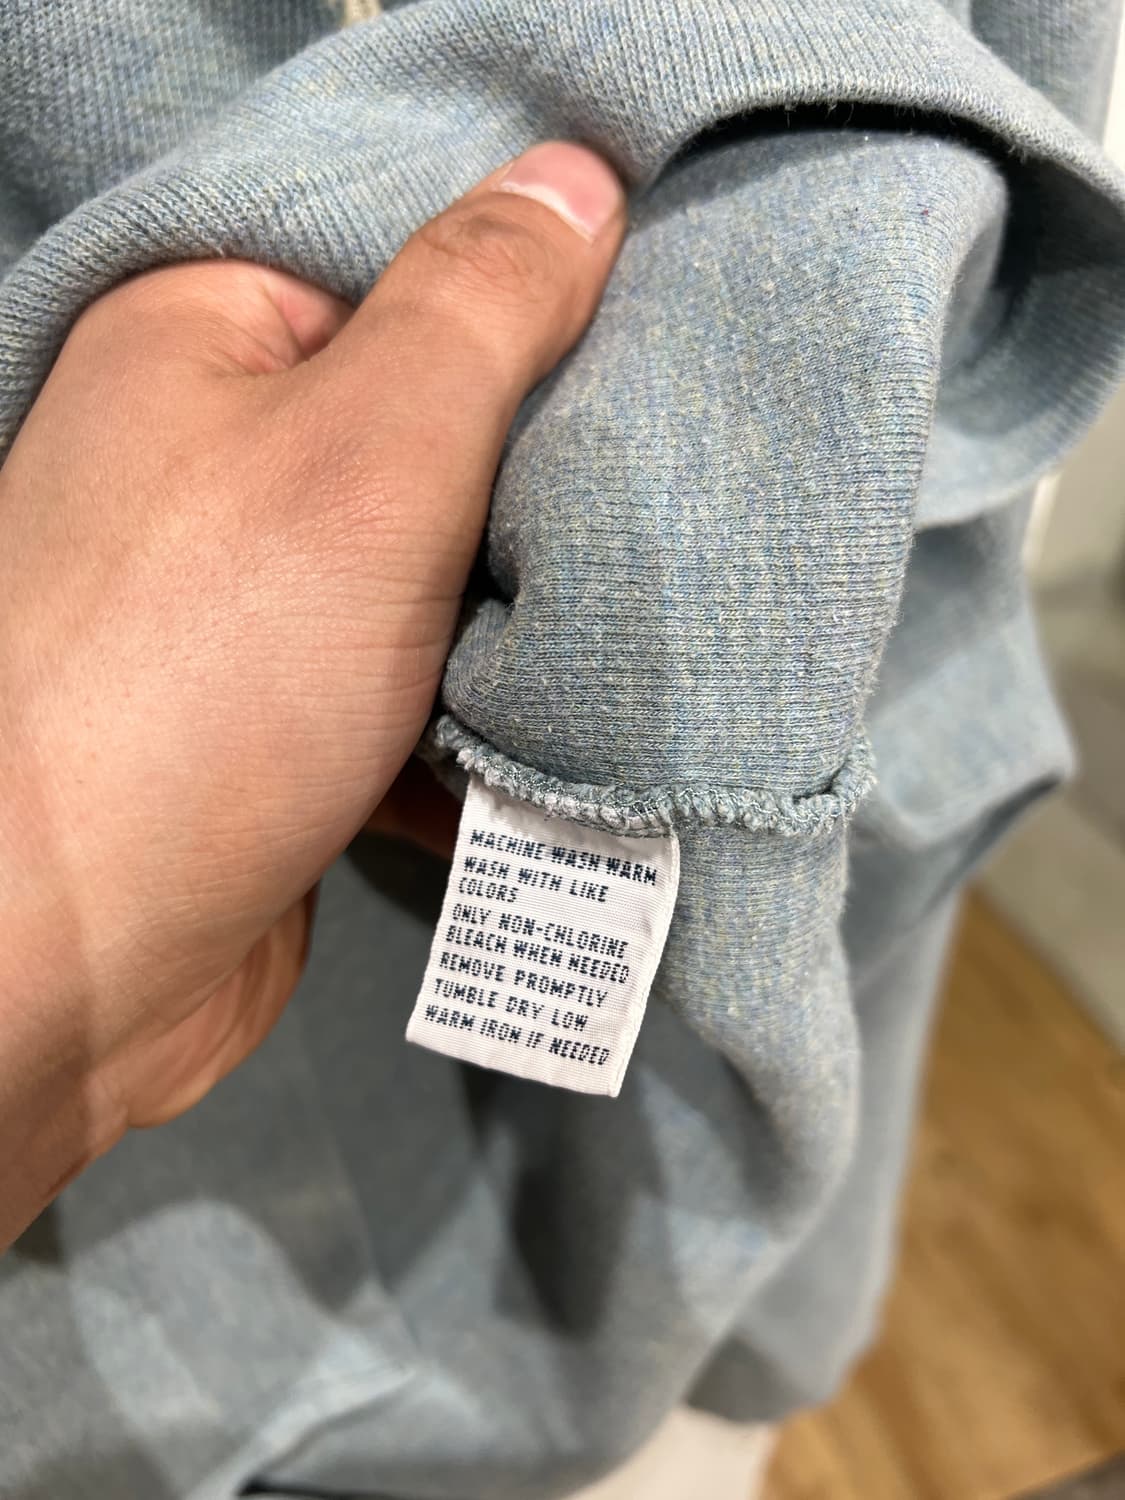 MACHINE WASH WARM
WASH WITH LIKE
COLORS
ONLY NON-CHLORINE
BLEACH WHEN NEEDED
REMOVE PROMPTLY
TUMBLE DRY LOW
WARM IRON IF NEEDED